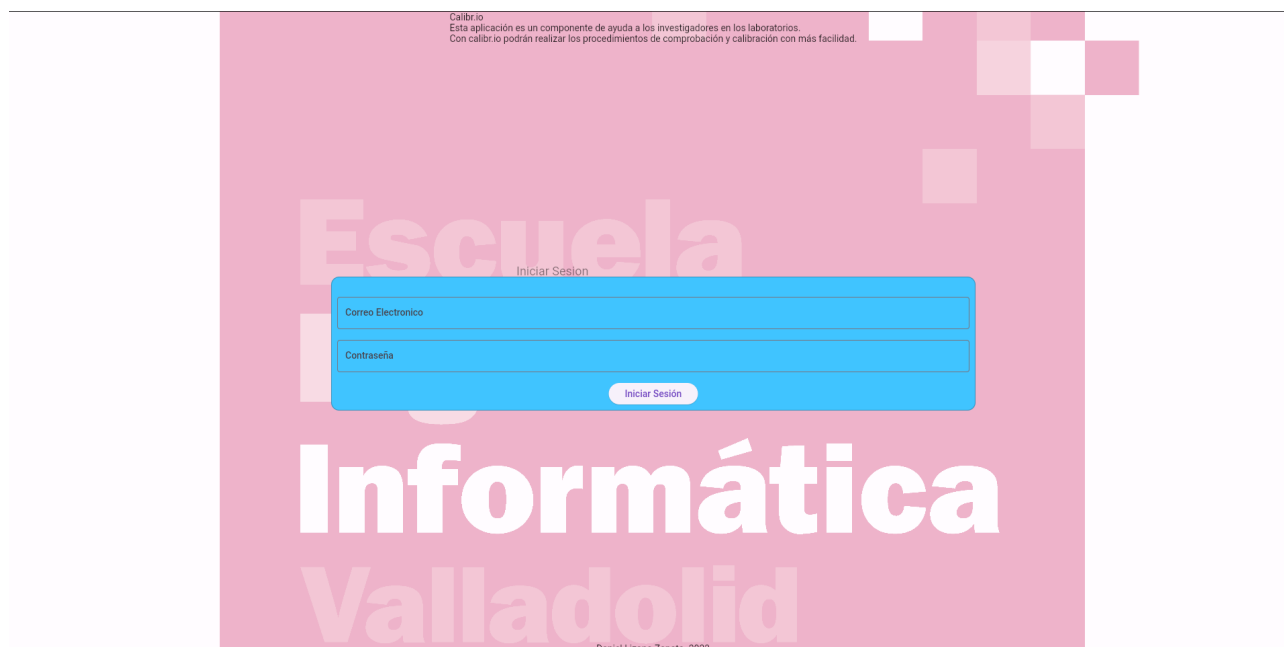 Calibr.io
Esta aplicación es un componente de ayuda a los investigadores en los laboratorios.
Con calibr.io podrán realizar los procedimientos de comprobación y calibración con más facilidad.
Escuela
Iniciar Sesion
Correo Electronico
Contraseña
Iniciar Sesión
Informática
Valladolid